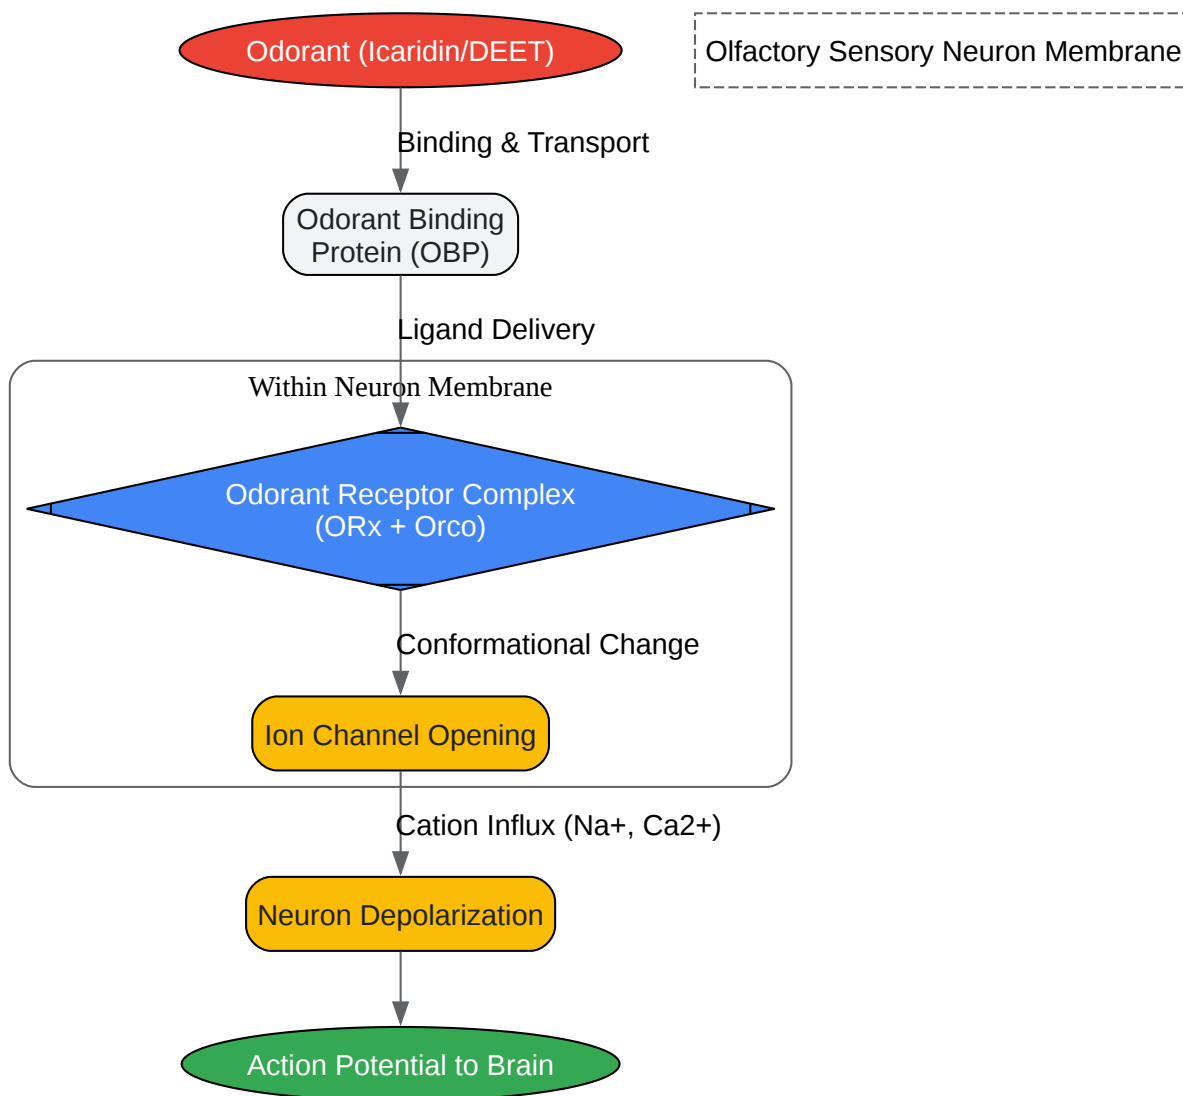 Odorant (Icaridin/DEET)
Olfactory Sensory Neuron Membrane
Binding & Transport
Odorant Binding
Protein (OBP)
Ligand Delivery
Within Neuron Membrane
Odorant Receptor Complex
(ORx + Orco)
Conformational Change
Ion Channel Opening
Cation Influx (Na+, Ca2+)
Neuron Depolarization
Action Potential to Brain